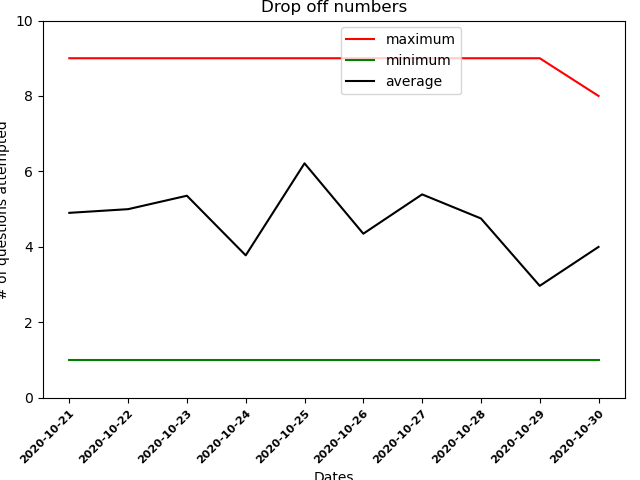 Drop off numbers
maximum
minimum
average
# of questions attempted
10
8
6
4
2
0
2020-10-21
2020-10-22
2020-10-23
2020-10-24
2020-10-25
2020-10-26
2020-10-27
2020-10-28
2020-10-29
2020-10-30
Dates